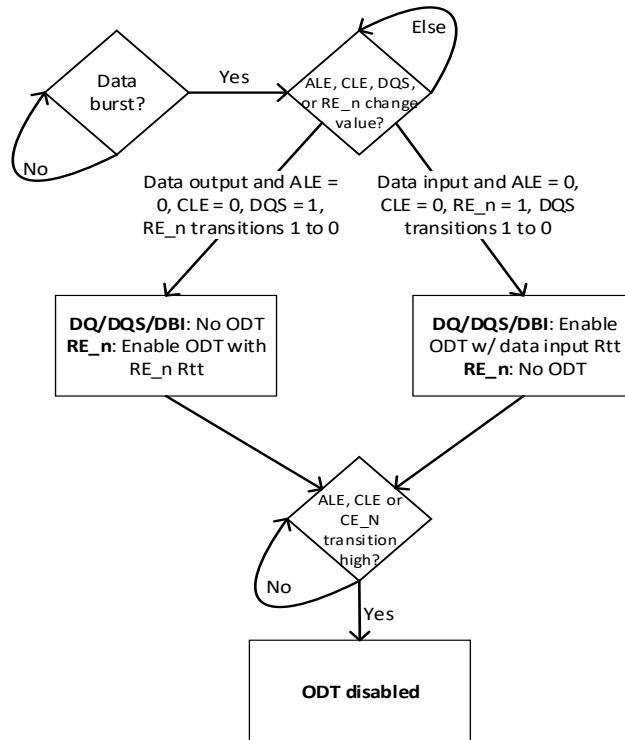 Else
Data
burst?
Yes
ALE, CLE, DQS,
or RE_n change
value?
No
Data output and ALE =
0, CLE = 0, DQS = 1,
RE_n transitions 1 to 0
Data input and ALE = 0,
CLE = 0, RE_n = 1, DQS
transitions 1 to 0
DQ/DQS/DBI: No ODT
RE_n: Enable ODT with
RE_n Rtt
DQ/DQS/DBI: Enable
ODT w/ data input Rtt
RE_n: No ODT
ALE, CLE or
CE_N
transition
high?
No
Yes
ODT disabled